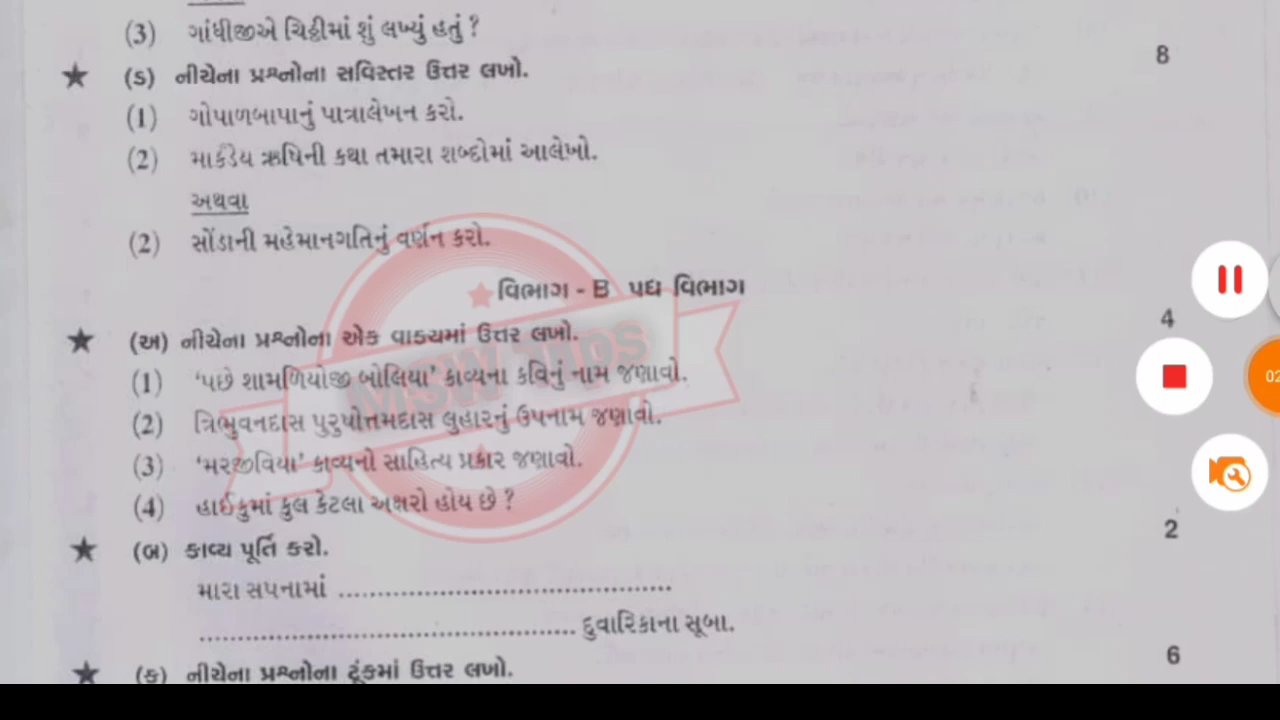 (3) ગાંધીજીએ ચિઠ્ઠીમાં શું લખ્યું હતું ?
★ (ડ) નીચેના પ્રશ્નોના સવિસ્તર ઉત્તર લખો. 8
(1) ગોપાળબાપાનું પાત્રાલેખન કરો.
(2) માર્કંડેય ઋષિની કથા તમારા શબ્દોમાં આલેખો.
અથવા
(2) સોંડાની મહેમાનગતિનું વર્ણન કરો.
વિભાગ - B પદ્ય વિભાગ
★ (અ) નીચેના પ્રશ્નોના એક વાક્યમાં ઉત્તર લખો. 4
(1) ‘પછે શામળિયોજી બોલિયા’ કાવ્યના કવિનું નામ જણાવો.
(2) ત્રિભુવનદાસ પુરુષોત્તમદાસ લુહારનું ઉપનામ જણાવો.
(3) ‘મરજીવિયા’ કાવ્યનો સાહિત્ય પ્રકાર જણાવો.
(4) હાઈકુમાં કુલ કેટલા અક્ષરો હોય છે ?
★ (બ) કાવ્ય પૂર્તિ કરો. 2
મારા સપનામાં ........................................
............................................. દુવારિકાના સૂબા.
★ (ક) નીચેના પ્રશ્નોના ટૂંકમાં ઉત્તર લખો. 6
MSW Tips
02